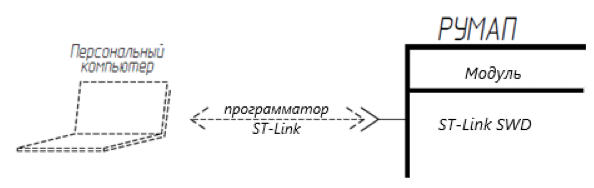 РУМАП
Персональный
компьютер
Модуль
программатор
ST-Link
ST-Link SWD